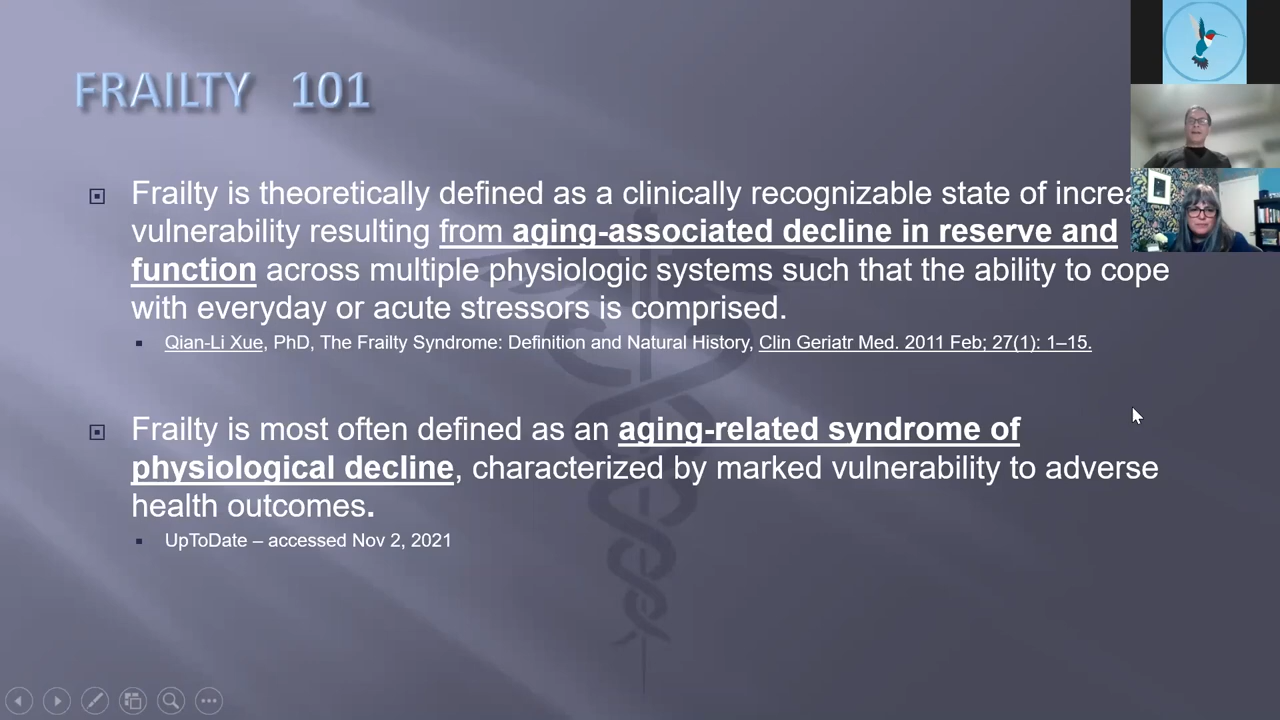 FRAILTY 101
Frailty is theoretically defined as a clinically recognizable state of
vulnerability resulting from aging-associated decline in reserve and
function across multiple physiologic systems such that the ability to cope
with everyday or acute stressors is comprised.
Qian-Li Xue, PhD, The Frailty Syndrome: Definition and Natural History, Clin Geriatr Med. 2011 Feb; 27(1): 1–15.
Frailty is most often defined as an aging-related syndrome of
physiological decline, characterized by marked vulnerability to adverse
health outcomes.
UpToDate – accessed Nov 2, 2021